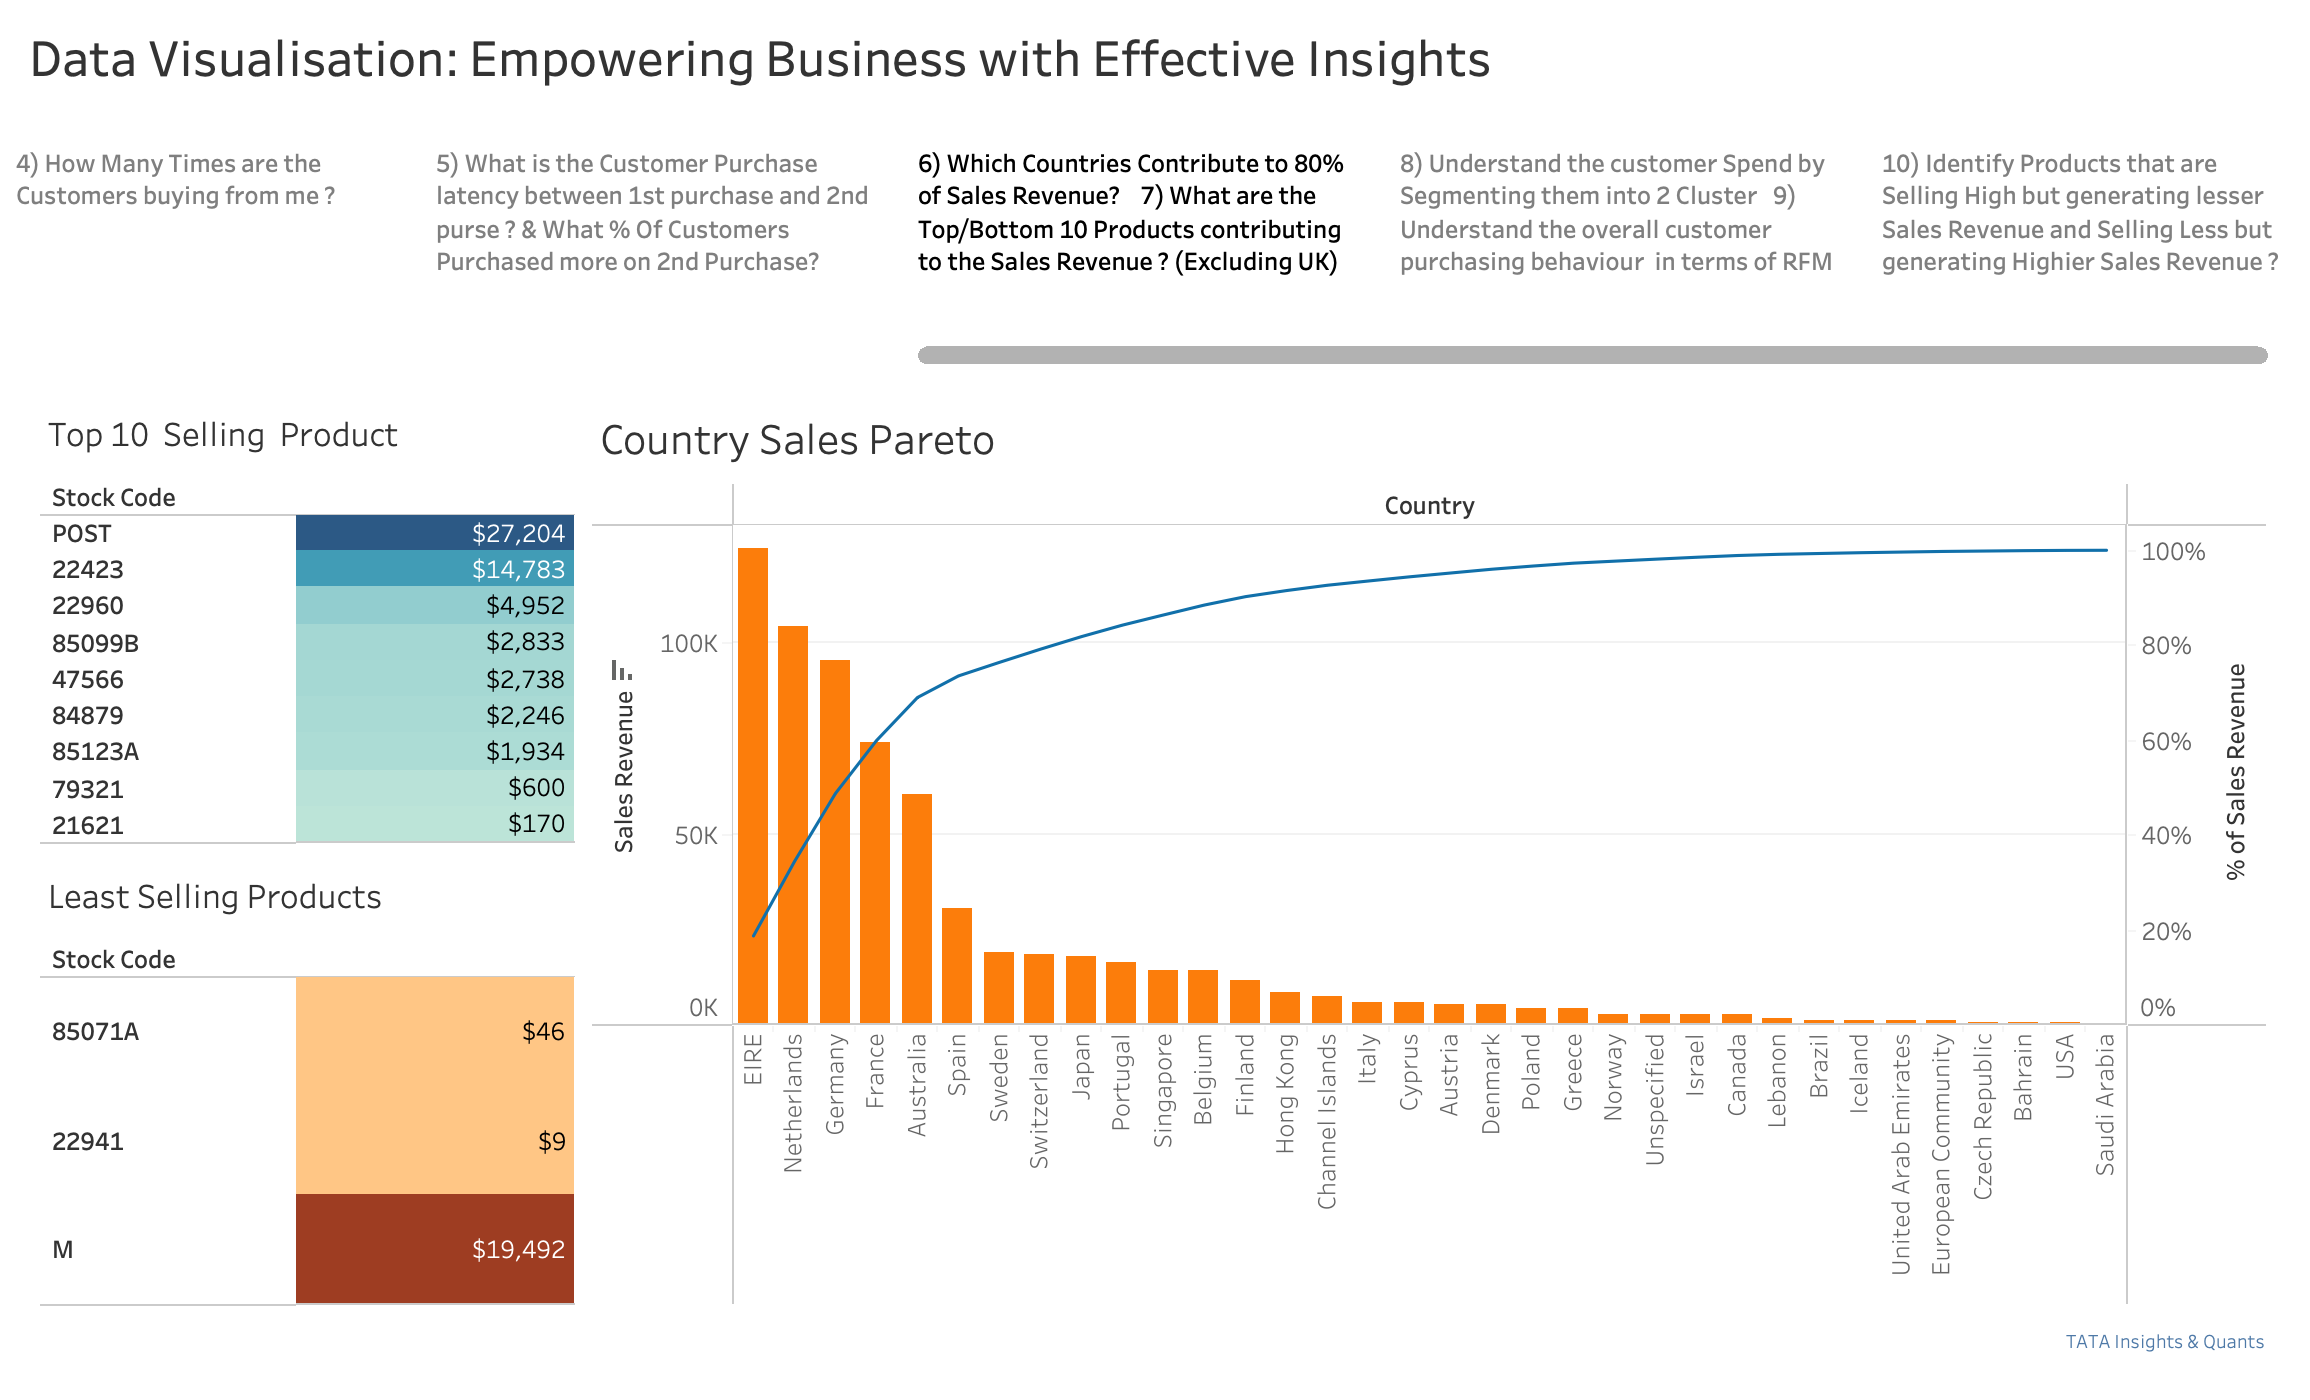 Data Visualisation: Empowering Business with Effective Insights
4) How Many Times are the
Customers buying from me ?
5) What is the Customer Purchase
latency between 1st purchase and 2nd
purse ? & What % Of Customers
Purchased more on 2nd Purchase?
6) Which Countries Contribute to 80%
of Sales Revenue?   7) What are the
Top/Bottom 10 Products contributing
to the Sales Revenue ? (Excluding UK)
8) Understand the customer Spend by
Segmenting them into 2 Cluster   9)
Understand the overall customer
purchasing behaviour  in terms of RFM
10) Identify Products that are
Selling High but generating lesser
Sales Revenue and Selling Less but
generating Highier Sales Revenue ?
Top 10  Selling  Product
Stock Code
POST $27,204
22423 $14,783
22960 $4,952
85099B $2,833
47566 $2,738
84879 $2,246
85123A $1,934
79321 $600
21621 $170
Least Selling Products
Stock Code
85071A $46
22941 $9
M $19,492
Country Sales Pareto
Country
Sales Revenue
100K
50K
0K
100%
80%
60%
40%
20%
0%
% of Sales Revenue
EIRE
Netherlands
Germany
France
Australia
Spain
Sweden
Switzerland
Japan
Portugal
Singapore
Belgium
Finland
Hong Kong
Channel Islands
Italy
Cyprus
Austria
Denmark
Poland
Greece
Norway
Unspecified
Israel
Canada
Lebanon
Brazil
Iceland
United Arab Emirates
European Community
Czech Republic
Bahrain
USA
Saudi Arabia
TATA Insights & Quants